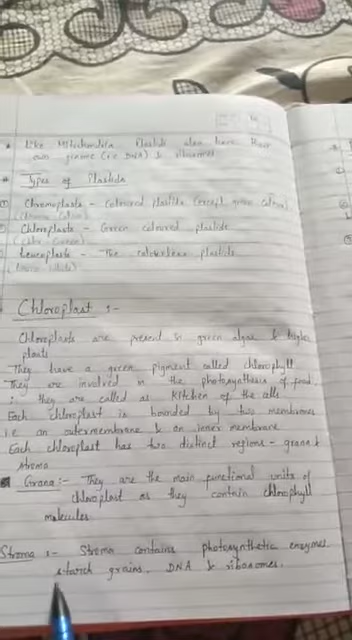 * Like Mitochondria Plastids also have their
own genome (i.e DNA) & ribosomes
* Types of Plastids
① Chromoplasts - coloured plastids (except green colour)
② Chloroplasts - Green coloured plastids
③ Leucoplasts - The colourless plastids
Chloroplast :-
Chloroplasts are present in green algae & higher
plants
They have a green pigment called chlorophyll
They are involved in the photosynthesis of food
∴ they are called as kitchen of the cells
Each chloroplast is bounded by two membranes
i.e an outermembrane & an inner membrane
Each chloroplast has two distinct regions - grana &
stroma
Grana :- They are the main functional units of
chloroplast as they contain chlorophyll
molecules
Stroma :- Stroma contains photosynthetic enzymes
starch grains, DNA & ribosomes.